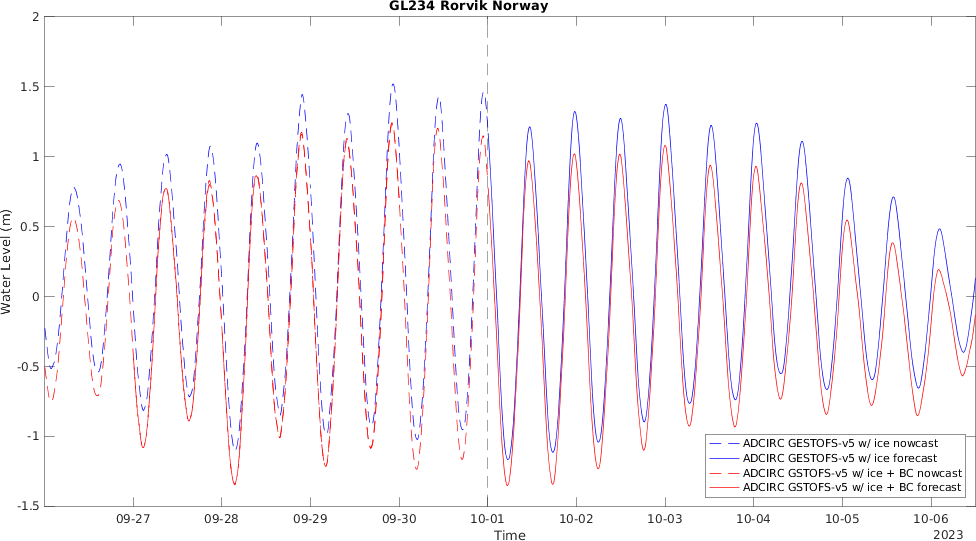 GL234 Rorvik Norway
2
1.5
1
0.5
0
-0.5
-1
-1.5
Water Level (m)
09-27 09-28 09-29 09-30 10-01 10-02 10-03 10-04 10-05 10-06
Time
2023
ADCIRC GESTOFS-v5 w/ ice nowcast
ADCIRC GESTOFS-v5 w/ ice forecast
ADCIRC GSTOFS-v5 w/ ice + BC nowcast
ADCIRC GSTOFS-v5 w/ ice + BC forecast